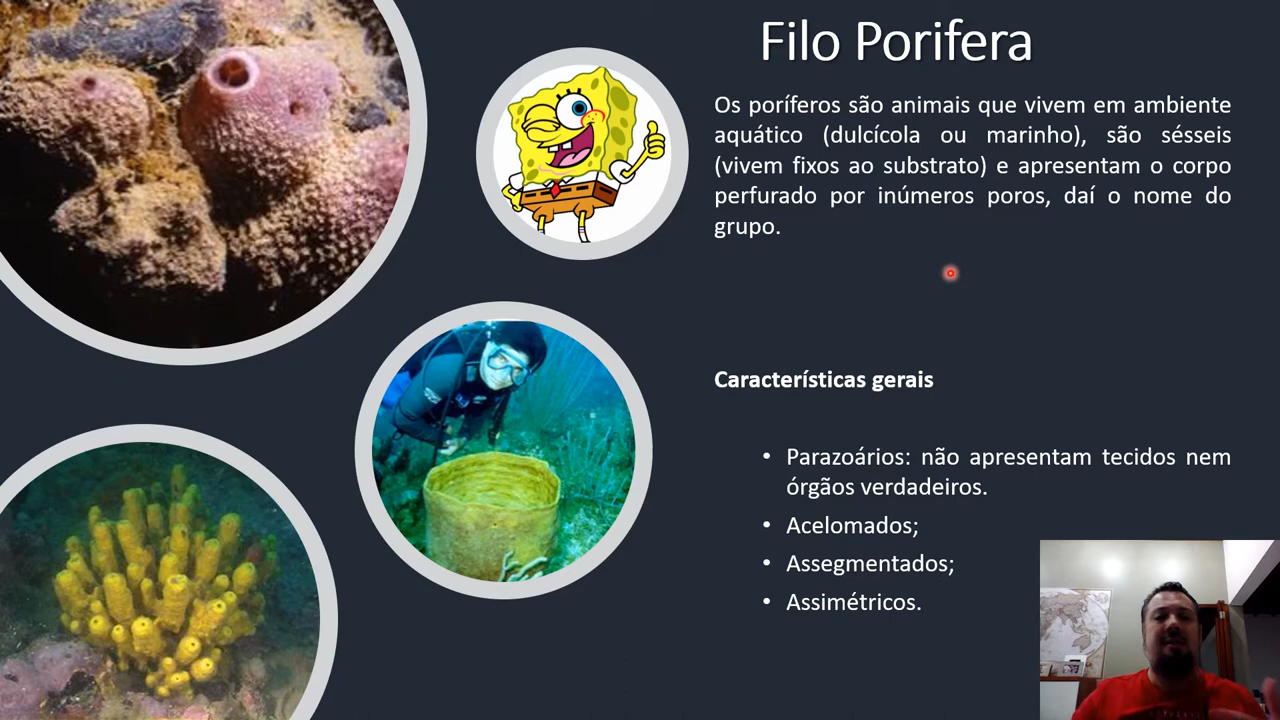 Filo Porifera
Os poríferos são animais que vivem em ambiente
aquático (dulcícola ou marinho), são sésseis
(vivem fixos ao substrato) e apresentam o corpo
perfurado por inúmeros poros, daí o nome do
grupo.
Características gerais
• Parazoários: não apresentam tecidos nem
órgãos verdadeiros.
• Acelomados;
• Assegmentados;
• Assimétricos.